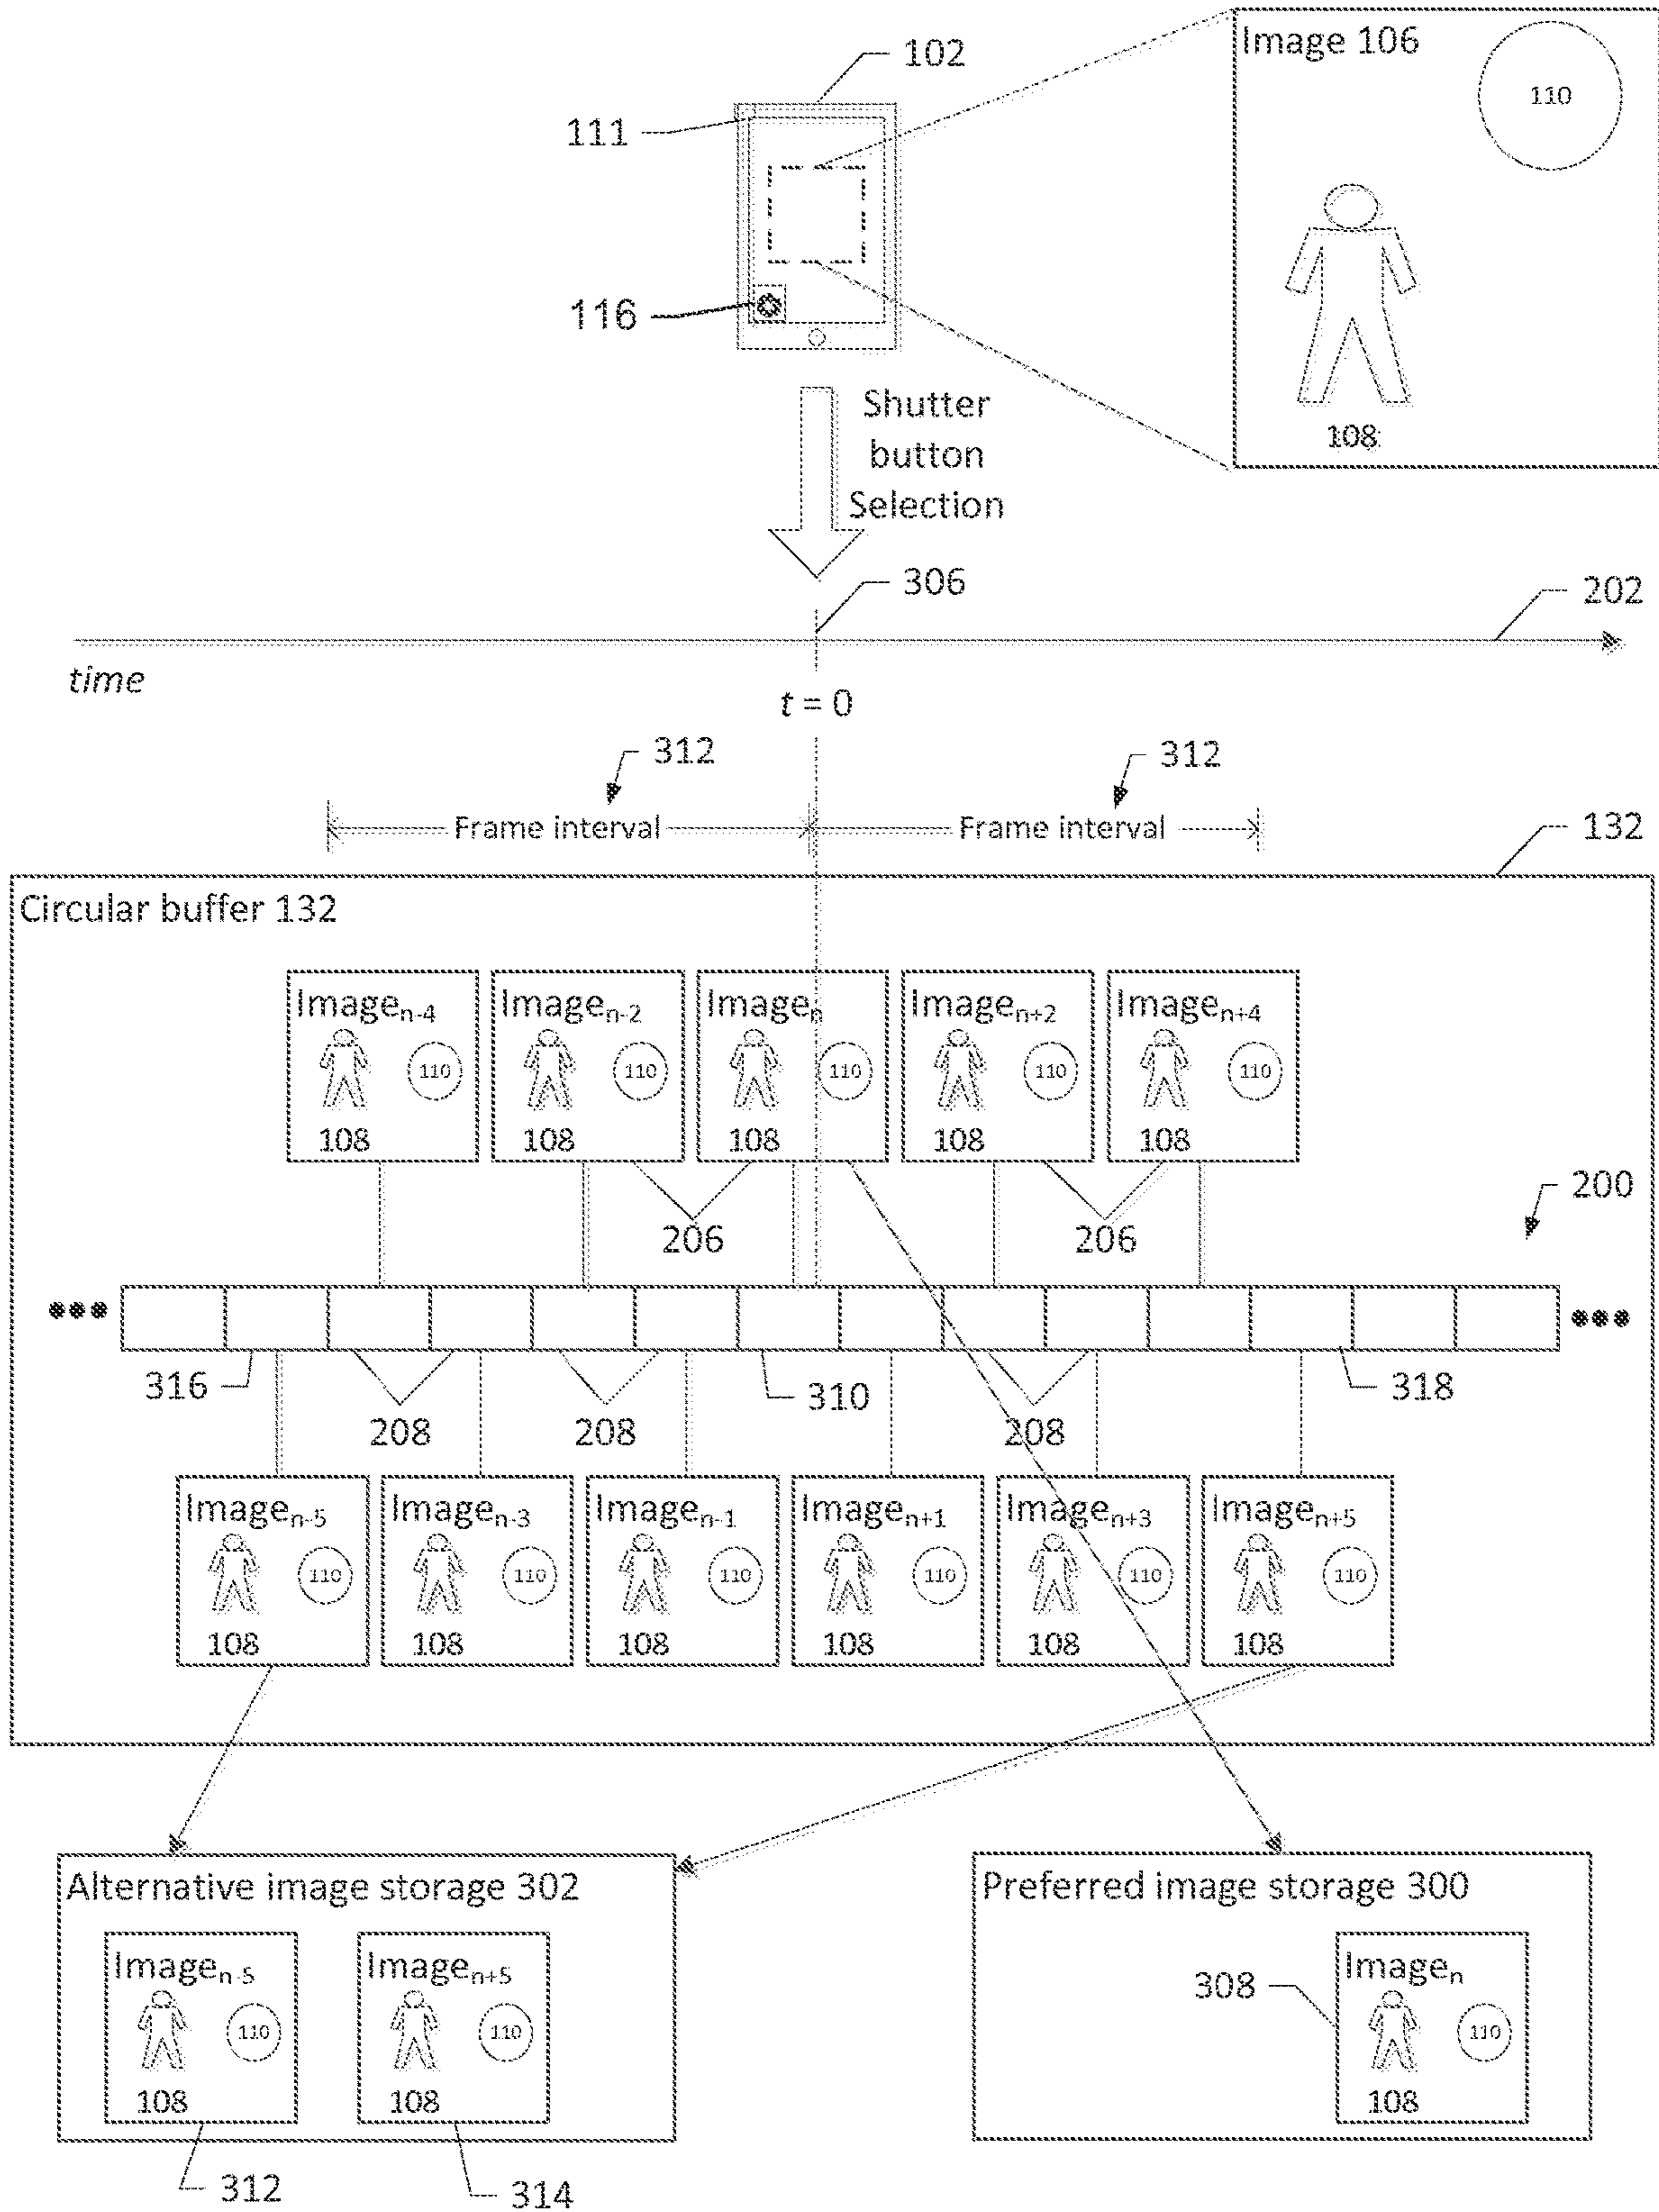 102
Image 106
110
111
116
108
Shutter
button
Selection
306
202
time
t = 0
312
312
Frame interval
Frame interval
132
Circular buffer 132
Imageₙ₋₄ Imageₙ₋₂ Imageₙ Imageₙ₊₂ Imageₙ₊₄
110 110 110 110 110
108 108 108 108 108
200
206 206
316 310 318
208 208 208
Imageₙ₋₅ Imageₙ₋₃ Imageₙ₋₁ Imageₙ₊₁ Imageₙ₊₃ Imageₙ₊₅
110 110 110 110 110 110
108 108 108 108 108 108
Alternative image storage 302
Imageₙ₋₅ Imageₙ₊₅
110 110
108 108
312 314
Preferred image storage 300
308
Imageₙ
110
108